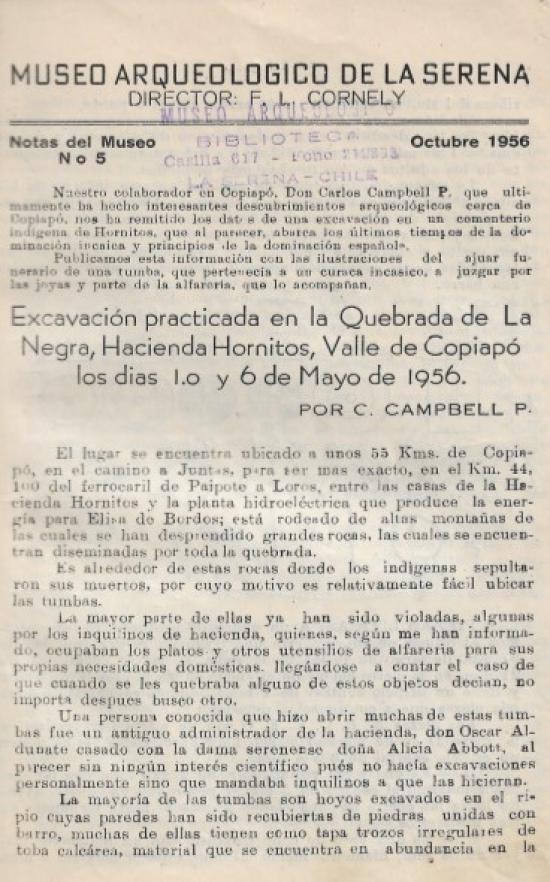 MUSEO ARQUEOLOGICO DE LA SERENA
DIRECTOR: F. L. CORNELY
MUSEO ARQUEOLOGICO
Notas del Museo
No 5
BIBLIOTECA
Casilla 617 - Fono
LA SERENA - CHILE
Octubre 1956
Nuestro colaborador en Copiapó, Don Carlos Campbell P. que ulti-
mamente ha hecho interesantes descubrimientos arqueológicos cerca de
Copiapó, nos ha remitido los datos de una excavación en un cementerio
indígena de Hornitos, que al parecer, abarca los últimos tiempos de la do-
minación incaica y principios de la dominación española.
Publicamos esta información con las ilustraciones del ajuar fu-
nerario de una tumba, que pertenecía a un curaca incasico, a juzgar por
las joyas y parte de la alfarería, que lo acompañan.
Excavación practicada en la Quebrada de La
Negra, Hacienda Hornitos, Valle de Copiapó
los dias 1.o y 6 de Mayo de 1956.
POR C. CAMPBELL P.
El lugar se encuentra ubicado a unos 55 Kms. de Copia-
pó, en el camino a Juntas, para ser mas exacto, en el Km. 44,
100 del ferrocaril de Paipote a Loros, entre las casas de la Ha-
cienda Hornitos y la planta hidroeléctrica que produce la ener-
gía para Elisa de Bordos; está rodeado de altas montañas de
las cuales se han desprendido grandes rocas, las cuales se encuen-
tran diseminadas por toda la quebrada.
Es alrededor de estas rocas donde los indígenas sepulta-
ron sus muertos, por cuyo motivo es relativamente fácil ubicar
las tumbas.
La mayor parte de ellas ya han sido violadas, algunas
por los inquilinos de hacienda, quienes, según me han informa-
do, ocupaban los platos y otros utensilios de alfarería para sus
propias necesidades domésticas. llegándose a contar el caso de
que cuando se les quebraba alguno de estos objetos decían, no
importa despues busco otro.
Una persona conocida que hizo abrir muchas de estas tum-
bas fue un antiguo administrador de la hacienda, don Oscar Al-
dunate casado con la dama serenense doña Alicia Abbott, al
parecer sin ningún interés científico pués no hacía excavaciones
personalmente sino que mandaba inquilinos a que las hicieran.
La mayoría de las tumbas son hoyos excavados en el ri-
pio cuyas paredes han sido recubiertas de piedras unidas con
barro, muchas de ellas tienen como tapa trozos irregulares de
toba calcárea, material que se encuentra en abundancia en la